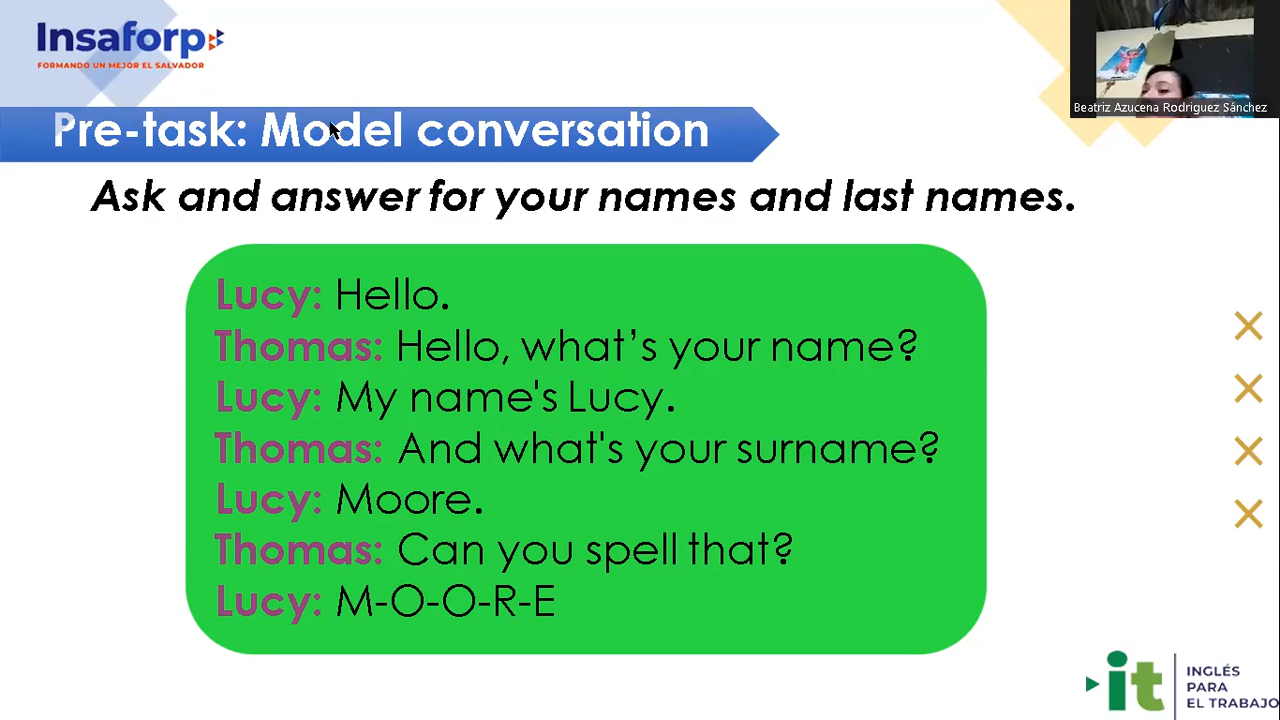 Insaforp
FORMANDO UN MEJOR EL SALVADOR
Beatriz Azucena Rodriguez Sánchez
Pre-task: Model conversation
Ask and answer for your names and last names.
Lucy: Hello.
Thomas: Hello, what’s your name?
Lucy: My name's Lucy.
Thomas: And what's your surname?
Lucy: Moore.
Thomas: Can you spell that?
Lucy: M-O-O-R-E
it
INGLÉS
PARA
EL TRABAJO